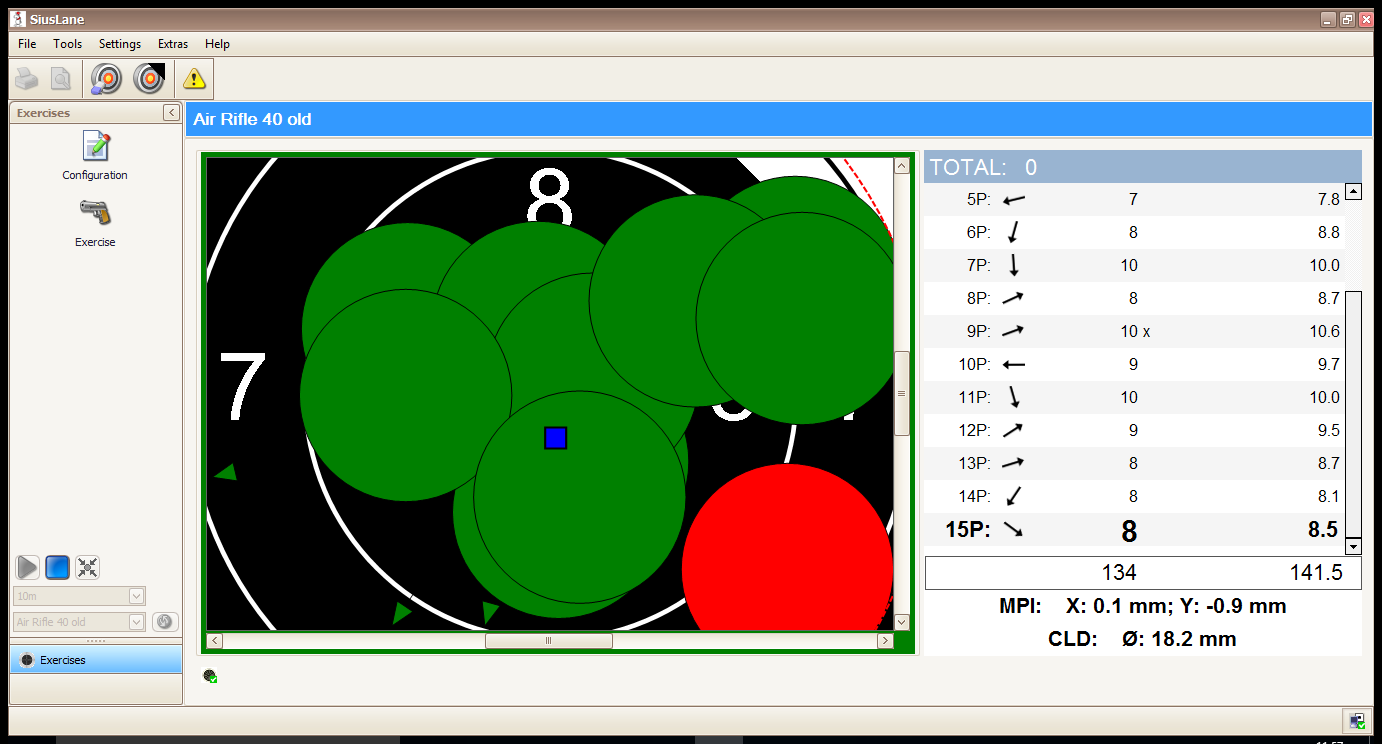 SiusLane
File Tools Settings Extras Help
Exercises
Configuration
Exercise
10m
Air Rifle 40 old
Exercises
Air Rifle 40 old
8
7
TOTAL: 0
5P: 7 7.8
6P: 8 8.8
7P: 10 10.0
8P: 8 8.7
9P: 10 x 10.6
10P: 9 9.7
11P: 10 10.0
12P: 9 9.5
13P: 8 8.7
14P: 8 8.1
15P: 8 8.5
134 141.5
MPI: X: 0.1 mm; Y: -0.9 mm
CLD: Ø: 18.2 mm